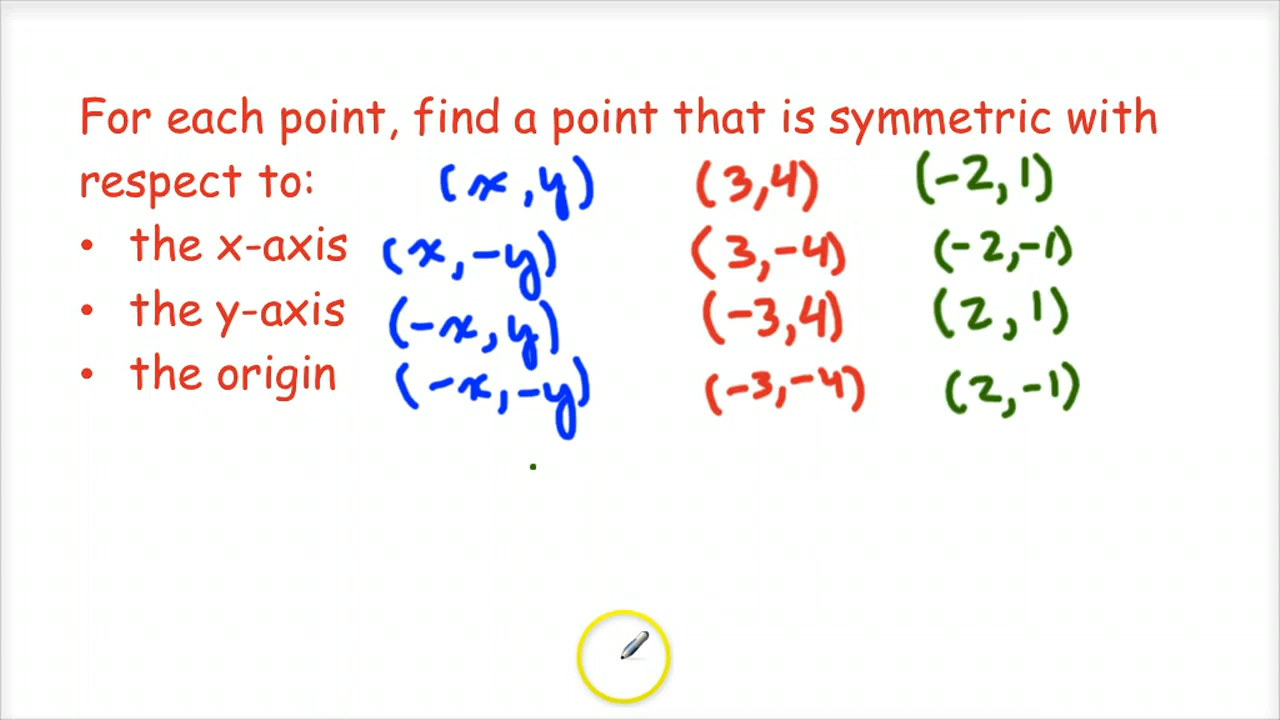 For each point, find a point that is symmetric with
respect to: (x,y) (3,4) (-2,1)
• the x-axis (x,-y) (3,-4) (-2,-1)
• the y-axis (-x,y) (-3,4) (2,1)
• the origin (-x,-y) (-3,-4) (2,-1)